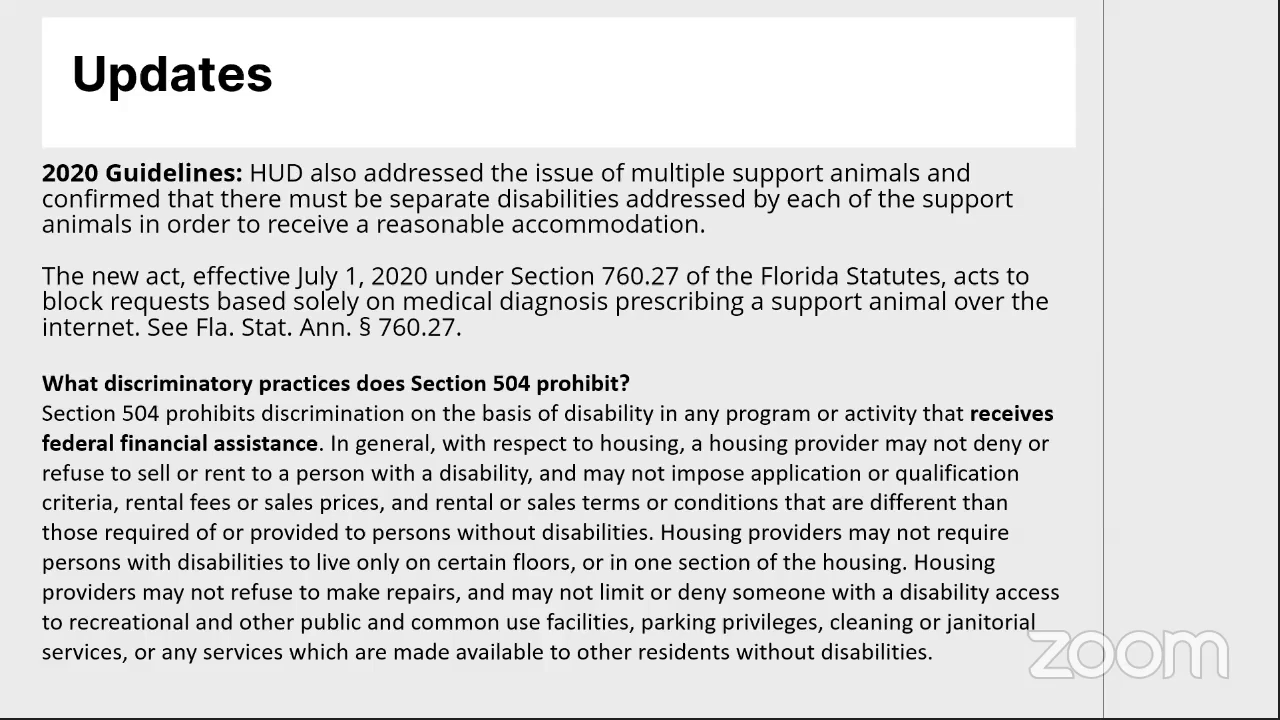 Updates
2020 Guidelines: HUD also addressed the issue of multiple support animals and
confirmed that there must be separate disabilities addressed by each of the support
animals in order to receive a reasonable accommodation.
The new act, effective July 1, 2020 under Section 760.27 of the Florida Statutes, acts to
block requests based solely on medical diagnosis prescribing a support animal over the
internet. See Fla. Stat. Ann. § 760.27.
What discriminatory practices does Section 504 prohibit?
Section 504 prohibits discrimination on the basis of disability in any program or activity that receives
federal financial assistance. In general, with respect to housing, a housing provider may not deny or
refuse to sell or rent to a person with a disability, and may not impose application or qualification
criteria, rental fees or sales prices, and rental or sales terms or conditions that are different than
those required of or provided to persons without disabilities. Housing providers may not require
persons with disabilities to live only on certain floors, or in one section of the housing. Housing
providers may not refuse to make repairs, and may not limit or deny someone with a disability access
to recreational and other public and common use facilities, parking privileges, cleaning or janitorial
services, or any services which are made available to other residents without disabilities.
zoom